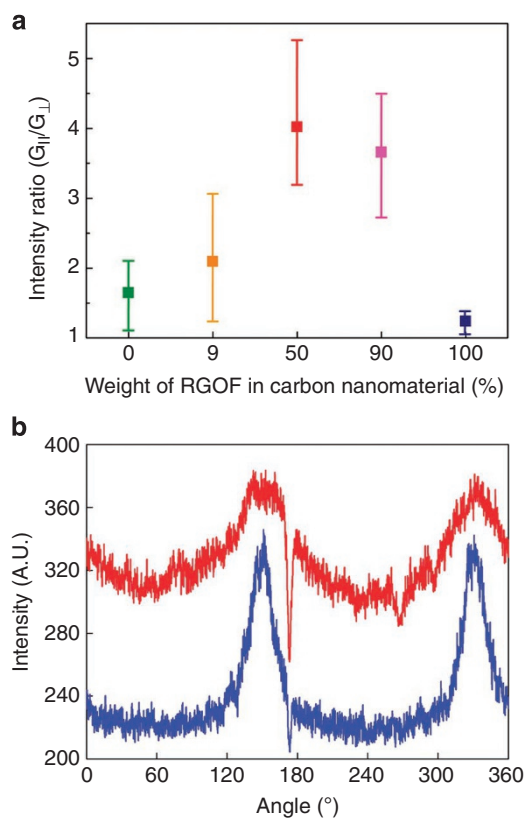 a
5
4
3
2
1
Intensity ratio (G||/G⊥)
0 9 50 90 100
Weight of RGOF in carbon nanomaterial (%)
b
400
360
320
280
240
200
Intensity (A.U.)
0 60 120 180 240 300 360
Angle (°)